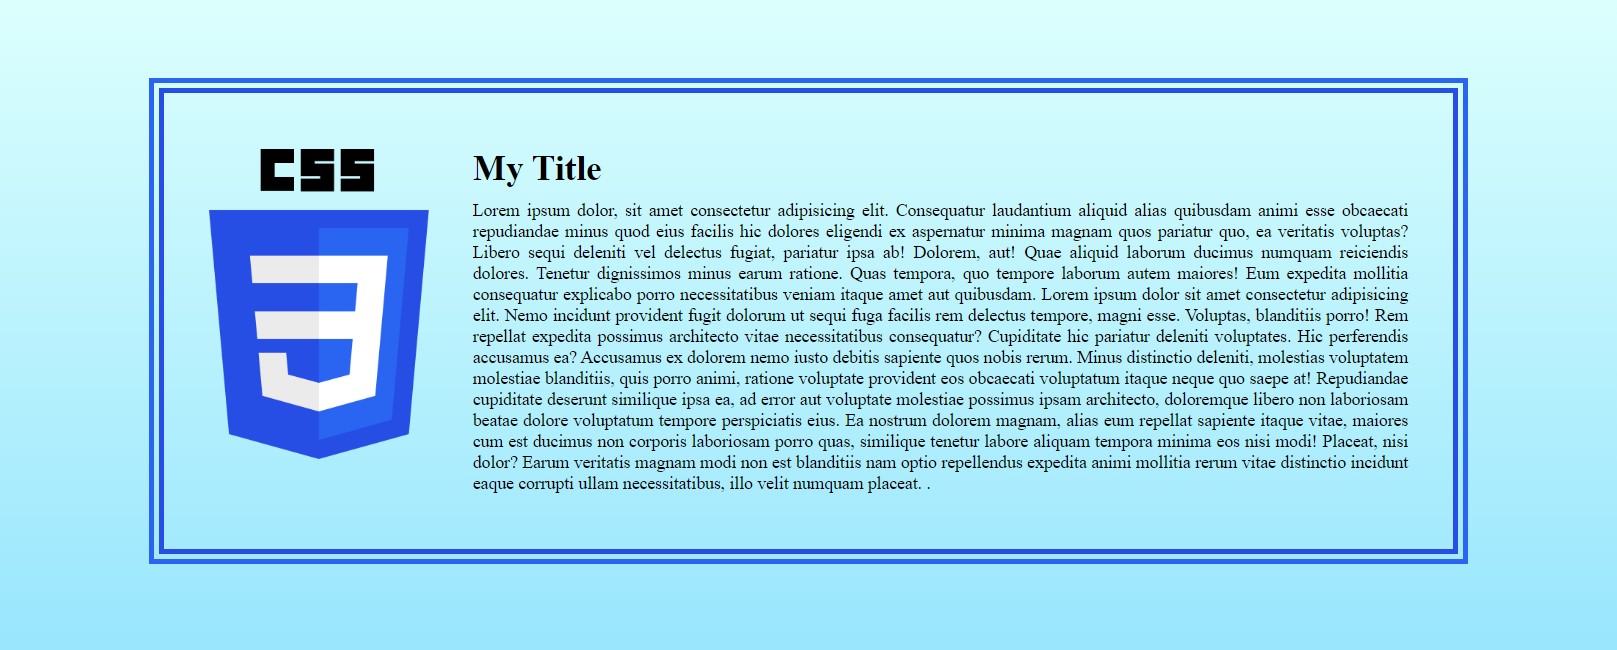 CSS
My Title
Lorem ipsum dolor, sit amet consectetur adipisicing elit. Consequatur laudantium aliquid alias quibusdam animi esse obcaecati
repudiandae minus quod eius facilis hic dolores eligendi ex aspernatur minima magnam quos pariatur quo, ea veritatis voluptas?
Libero sequi deleniti vel delectus fugiat, pariatur ipsa ab! Dolorem, aut! Quae aliquid laborum ducimus numquam reiciendis
dolores. Tenetur dignissimos minus earum ratione. Quas tempora, quo tempore laborum autem maiores! Eum expedita mollitia
consequatur explicabo porro necessitatibus veniam itaque amet aut quibusdam. Lorem ipsum dolor sit amet consectetur adipisicing
elit. Nemo incidunt provident fugit dolorum ut sequi fuga facilis rem delectus tempore, magni esse. Voluptas, blanditiis porro! Rem
repellat expedita possimus architecto vitae necessitatibus consequatur? Cupiditate hic pariatur deleniti voluptates. Hic perferendis
accusamus ea? Accusamus ex dolorem nemo iusto debitis sapiente quos nobis rerum. Minus distinctio deleniti, molestias voluptatem
molestiae blanditiis, quis porro animi, ratione voluptate provident eos obcaecati voluptatum itaque neque quo saepe at! Repudiandae
cupiditate deserunt similique ipsa ea, ad error aut voluptate molestiae possimus ipsam architecto, doloremque libero non laboriosam
beatae dolore voluptatum tempore perspiciatis eius. Ea nostrum dolorem magnam, alias eum repellat sapiente itaque vitae, maiores
cum est ducimus non corporis laboriosam porro quas, similique tenetur labore aliquam tempora minima eos nisi modi! Placeat, nisi
dolor? Earum veritatis magnam modi non est blanditiis nam optio repellendus expedita animi mollitia rerum vitae distinctio incidunt
eaque corrupti ullam necessitatibus, illo velit numquam placeat. .